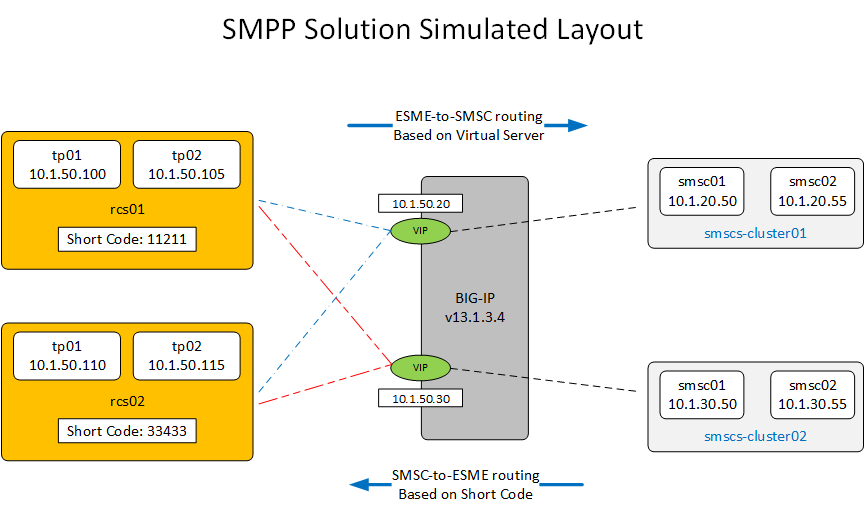 SMPP Solution Simulated Layout
ESME-to-SMSC routing
Based on Virtual Server
tp01
10.1.50.100
tp02
10.1.50.105
rcs01
Short Code: 11211
10.1.50.20
VIP
smsc01
10.1.20.50
smsc02
10.1.20.55
smscs-cluster01
BIG-IP
v13.1.3.4
tp01
10.1.50.110
tp02
10.1.50.115
rcs02
Short Code: 33433
VIP
10.1.50.30
smsc01
10.1.30.50
smsc02
10.1.30.55
smscs-cluster02
SMSC-to-ESME routing
Based on Short Code